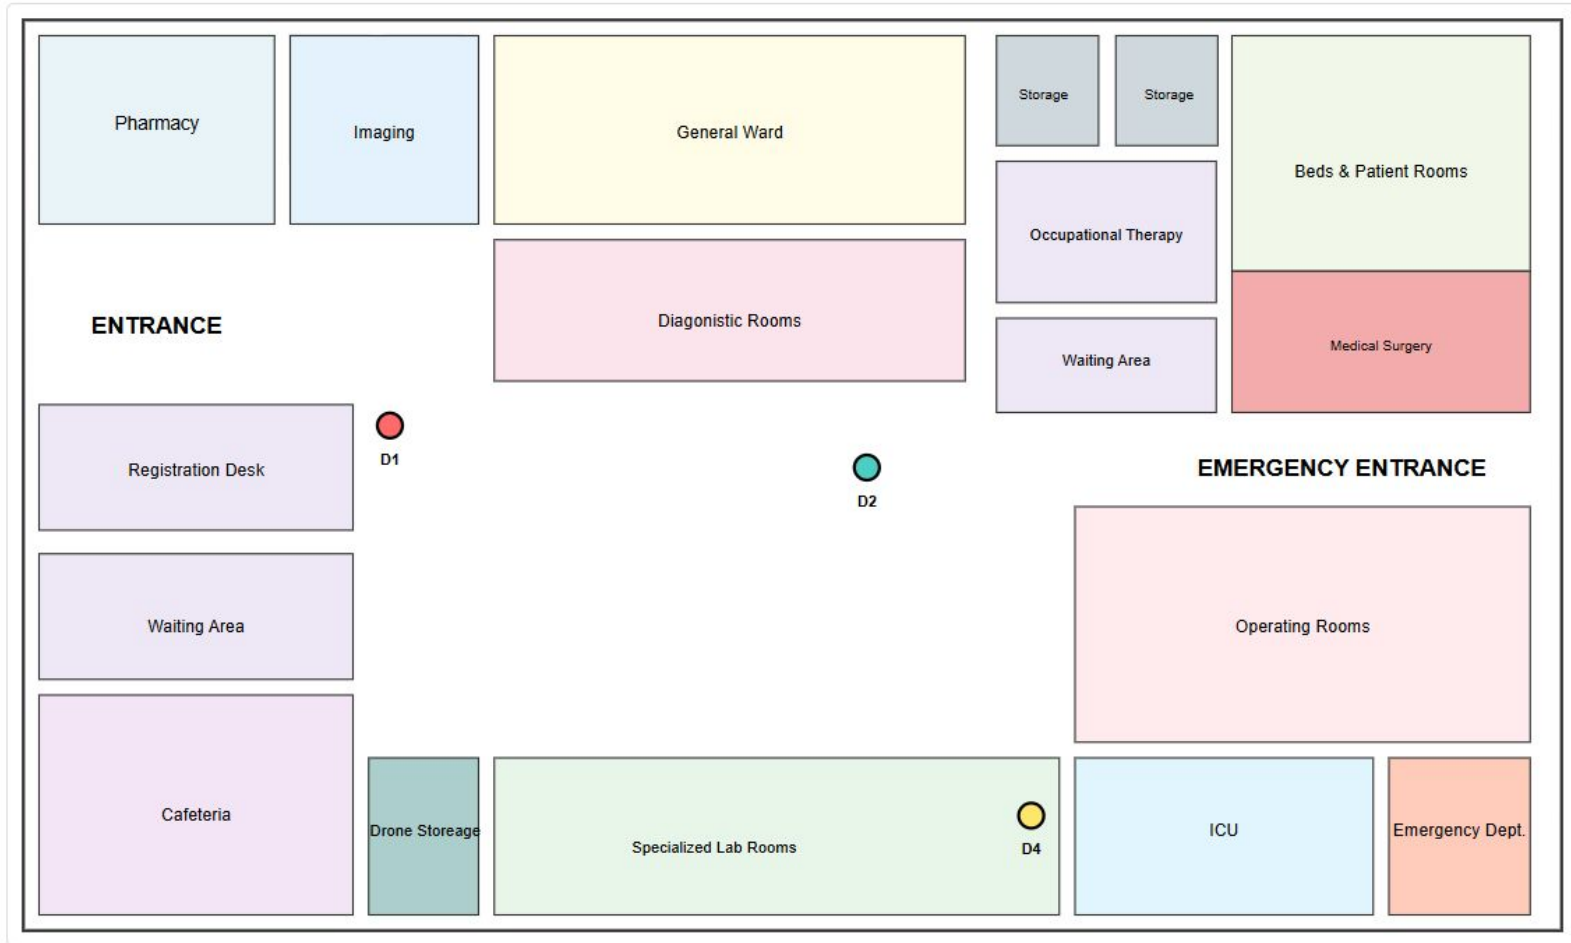 Pharmacy
Imaging
General Ward
Storage
Storage
Beds & Patient Rooms
Occupational Therapy
ENTRANCE
Diagonistic Rooms
Medical Surgery
Waiting Area
D1
Registration Desk
EMERGENCY ENTRANCE
D2
Waiting Area
Operating Rooms
Cafeteria
Drone Storeage
Specialized Lab Rooms
D4
ICU
Emergency Dept.